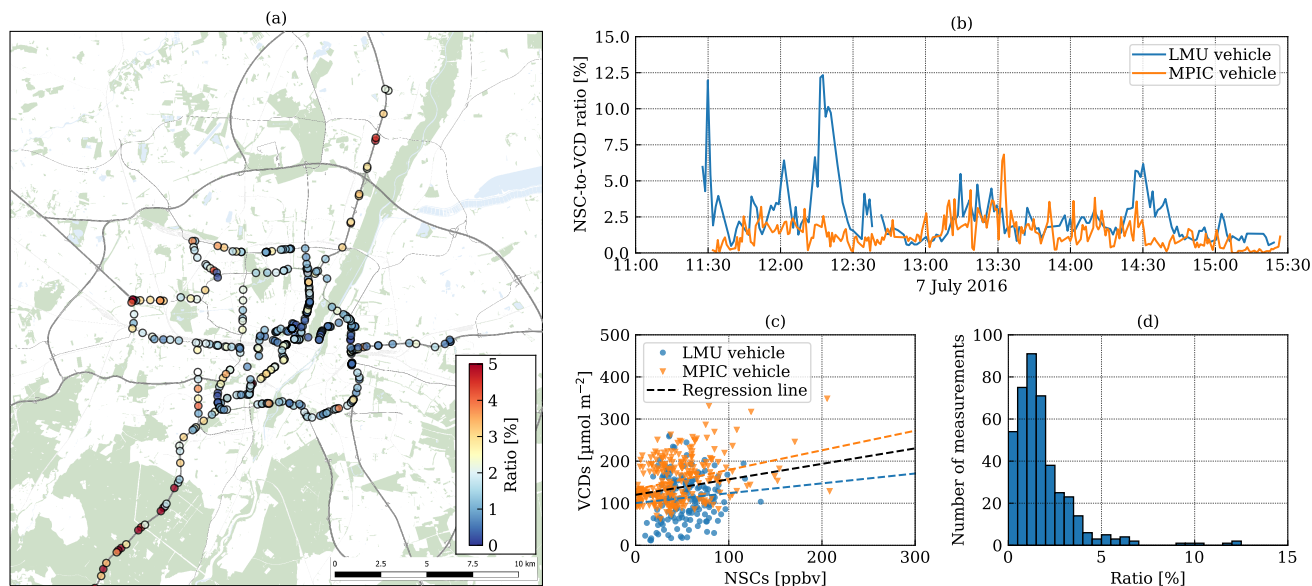 (a)
5
4
3
2
1
0
Ratio [%]
0.0 2.5 5.0 7.5 10 km
(b)
15.0
12.5
10.0
7.5
5.0
2.5
0.0
NSC-to-VCD ratio [%]
LMU vehicle
MPIC vehicle
11:00 11:30 12:00 12:30 13:00 13:30 14:00 14:30 15:00 15:30
7 July 2016
(c)
500
400
300
200
100
0
VCDs [µmol m⁻²]
LMU vehicle
MPIC vehicle
Regression line
0 100 200 300
NSCs [ppbv]
(d)
100
80
60
40
20
0
Number of measurements
0 5 10 15
Ratio [%]